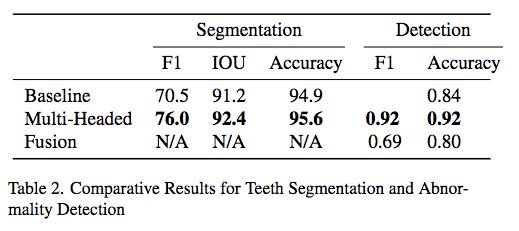 Segmentation Detection
F1 IOU Accuracy F1 Accuracy
Baseline 70.5 91.2 94.9 0.84
Multi-Headed 76.0 92.4 95.6 0.92 0.92
Fusion N/A N/A N/A 0.69 0.80
Table 2. Comparative Results for Teeth Segmentation and Abnor-
mality Detection